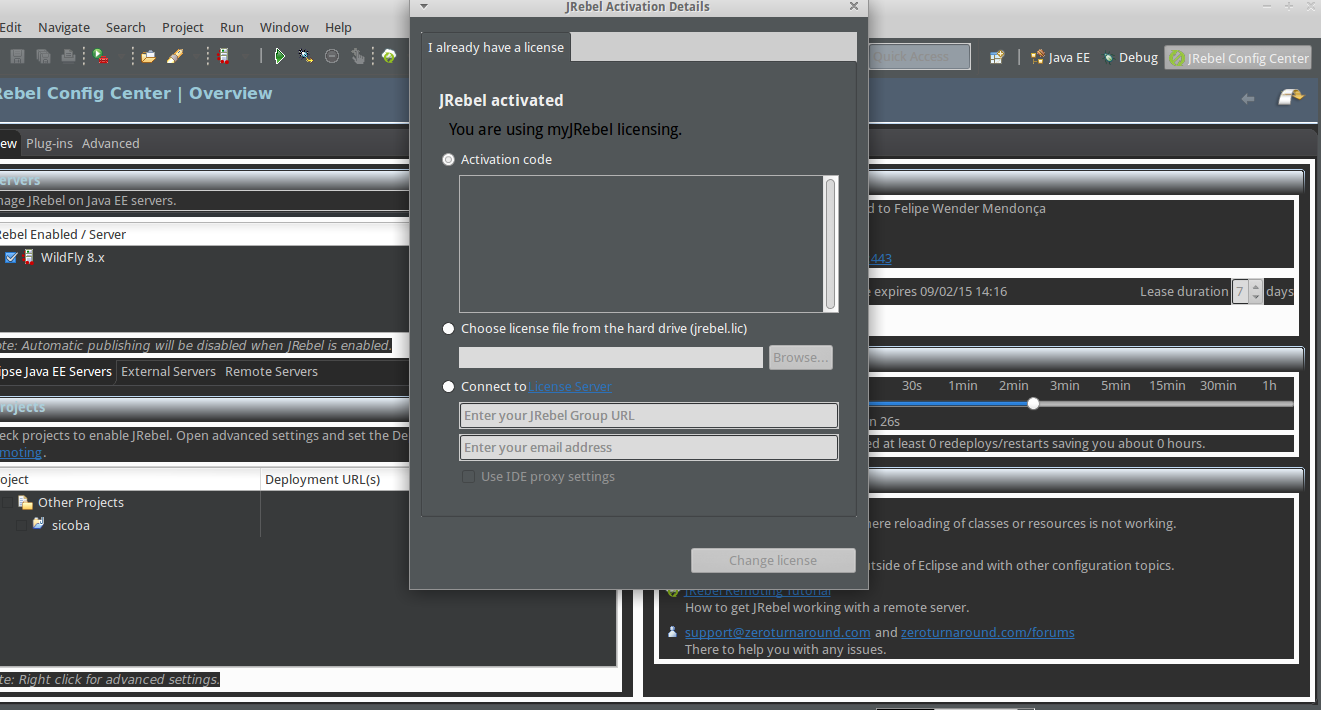 JRebel Activation Details
Edit Navigate Search Project Run Window Help
Quick Access
Java EE Debug JRebel Config Center
Rebel Config Center | Overview
ew Plug-ins Advanced
I already have a license
JRebel activated
You are using myJRebel licensing.
Activation code
Choose license file from the hard drive (jrebel.lic)
Browse...
Connect to License Server
Enter your JRebel Group URL
Enter your email address
Use IDE proxy settings
Change license
ervers
nage JRebel on Java EE servers.
Rebel Enabled / Server
WildFly 8.x
ote: Automatic publishing will be disabled when JRebel is enabled.
ipse Java EE Servers External Servers Remote Servers
rojects
eck projects to enable JRebel. Open advanced settings and set the De
moting.
oject Deployment URL(s)
Other Projects
sicoba
te: Right click for advanced settings.
d to Felipe Wender Mendonça
443
e expires 09/02/15 14:16 Lease duration 7 days
30s 1min 2min 3min 5min 15min 30min 1h
n 26s
ed at least 0 redeploys/restarts saving you about 0 hours.
here reloading of classes or resources is not working.
utside of Eclipse and with other configuration topics.
JRebel Remoting Tutorial
How to get JRebel working with a remote server.
support@zeroturnaround.com and zeroturnaround.com/forums
There to help you with any issues.